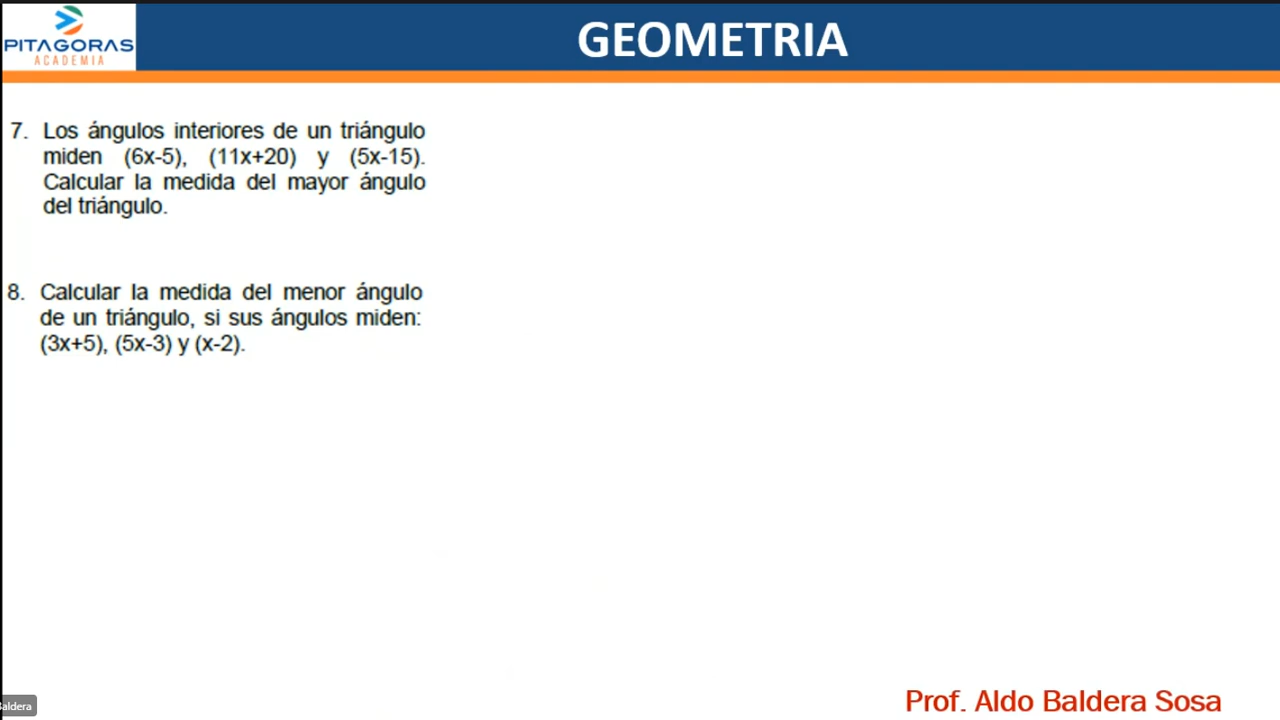 PITAGORAS
ACADEMIA
GEOMETRIA
7. Los ángulos interiores de un triángulo
miden (6x-5), (11x+20) y (5x-15).
Calcular la medida del mayor ángulo
del triángulo.
8. Calcular la medida del menor ángulo
de un triángulo, si sus ángulos miden:
(3x+5), (5x-3) y (x-2).
Baldera
Prof. Aldo Baldera Sosa